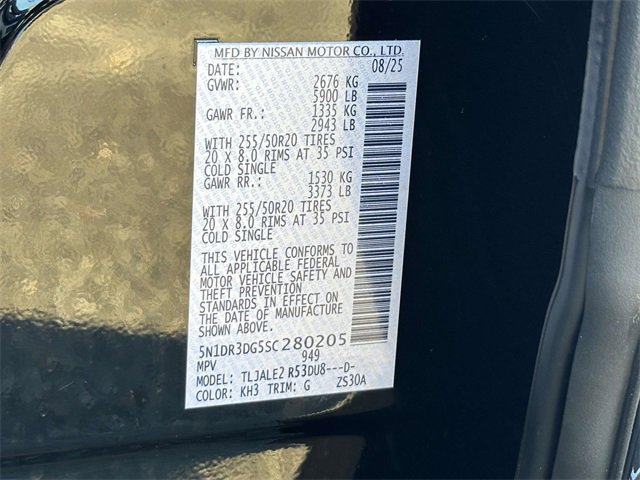 MFD BY NISSAN MOTOR CO., LTD.
DATE: 08/25
GVWR: 2676 KG
5900 LB
GAWR FR.: 1335 KG
2943 LB
WITH 255/50R20 TIRES
20 X 8.0 RIMS AT 35 PSI
COLD SINGLE
GAWR RR.: 1530 KG
3373 LB
WITH 255/50R20 TIRES
20 X 8.0 RIMS AT 35 PSI
COLD SINGLE
THIS VEHICLE CONFORMS TO
ALL APPLICABLE FEDERAL
MOTOR VEHICLE SAFETY AND
THEFT PREVENTION
STANDARDS IN EFFECT ON
THE DATE OF MANUFACTURE
SHOWN ABOVE.
5N1DR3DG5SC280205
MPV 949
MODEL: TLJALE2 R53DU8---D-
COLOR: KH3 TRIM: G ZS30A